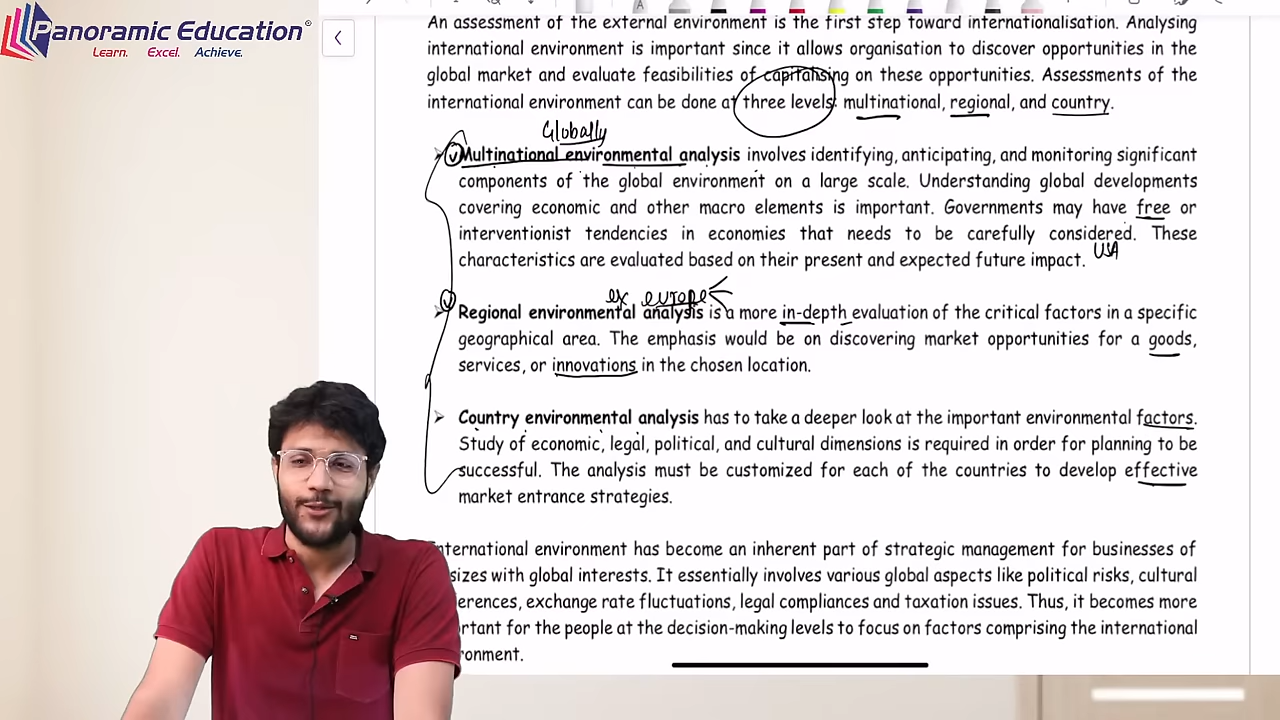 Panoramic Education®
Learn. Excel. Achieve.
An assessment of the external environment is the first step toward internationalisation. Analysing
international environment is important since it allows organisation to discover opportunities in the
global market and evaluate feasibilities of capitalising on these opportunities. Assessments of the
international environment can be done at three levels: multinational, regional, and country.
Globally
Multinational environmental analysis involves identifying, anticipating, and monitoring significant
components of the global environment on a large scale. Understanding global developments
covering economic and other macro elements is important. Governments may have free or
interventionist tendencies in economies that needs to be carefully considered. These
characteristics are evaluated based on their present and expected future impact.
USA
ex europe
Regional environmental analysis is a more in-depth evaluation of the critical factors in a specific
geographical area. The emphasis would be on discovering market opportunities for a goods,
services, or innovations in the chosen location.
Country environmental analysis has to take a deeper look at the important environmental factors.
Study of economic, legal, political, and cultural dimensions is required in order for planning to be
successful. The analysis must be customized for each of the countries to develop effective
market entrance strategies.
nternational environment has become an inherent part of strategic management for businesses of
sizes with global interests. It essentially involves various global aspects like political risks, cultural
erences, exchange rate fluctuations, legal compliances and taxation issues. Thus, it becomes more
rtant for the people at the decision-making levels to focus on factors comprising the international
ronment.